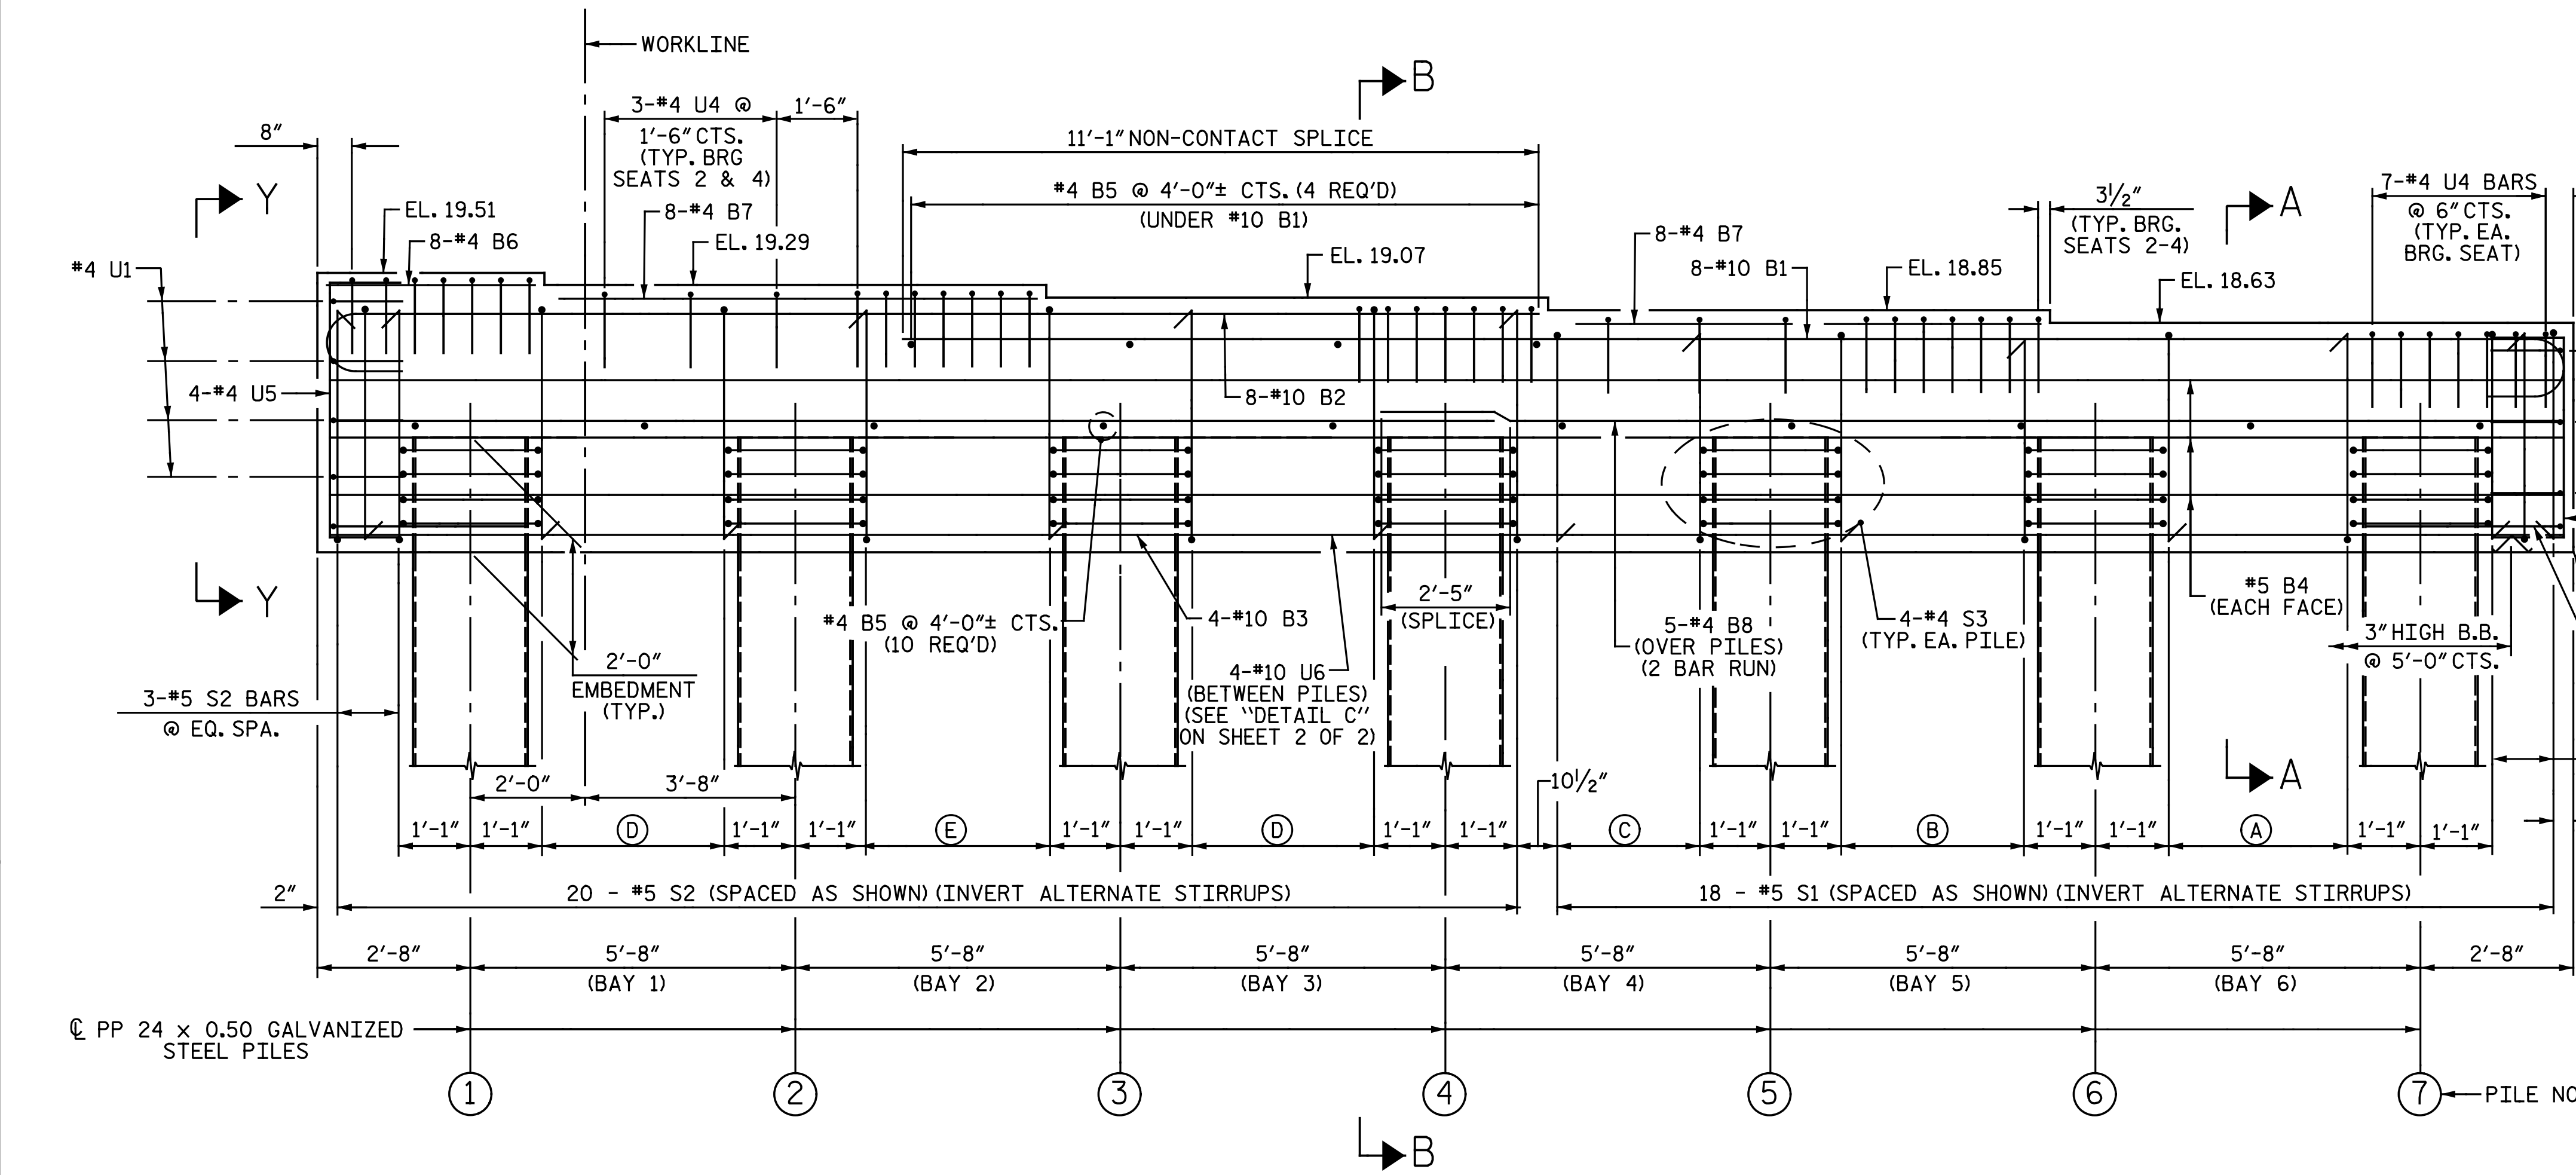 WORKLINE
B
3-#4 U4 @
1'-6" CTS.
(TYP. BRG
SEATS 2 & 4)
1'-6"
8"
11'-1" NON-CONTACT SPLICE
#4 B5 @ 4'-0"± CTS. (4 REQ'D)
(UNDER #10 B1)
Y
EL. 19.51
8-#4 B6
8-#4 B7
EL. 19.29
EL. 19.07
8-#4 B7
8-#10 B1
EL. 18.85
3½"
(TYP. BRG.
SEATS 2-4)
A
EL. 18.63
7-#4 U4 BARS
@ 6" CTS.
(TYP. EA.
BRG. SEAT)
#4 U1
4-#4 U5
8-#10 B2
Y
#4 B5 @ 4'-0"± CTS.
(10 REQ'D)
4-#10 B3
2'-5"
(SPLICE)
5-#4 B8
(OVER PILES)
(2 BAR RUN)
4-#4 S3
(TYP. EA. PILE)
#5 B4
(EACH FACE)
3" HIGH B.B.
@ 5'-0" CTS.
2'-0"
EMBEDMENT
(TYP.)
4-#10 U6
(BETWEEN PILES)
(SEE "DETAIL C"
ON SHEET 2 OF 2)
3-#5 S2 BARS
@ EQ. SPA.
2'-0"
3'-8"
10½"
A
1'-1"
1'-1"
D
1'-1"
1'-1"
E
1'-1"
1'-1"
D
1'-1"
1'-1"
C
1'-1"
1'-1"
B
1'-1"
1'-1"
A
1'-1"
1'-1"
2"
20 - #5 S2 (SPACED AS SHOWN) (INVERT ALTERNATE STIRRUPS)
18 - #5 S1 (SPACED AS SHOWN) (INVERT ALTERNATE STIRRUPS)
2'-8"
5'-8"
(BAY 1)
5'-8"
(BAY 2)
5'-8"
(BAY 3)
5'-8"
(BAY 4)
5'-8"
(BAY 5)
5'-8"
(BAY 6)
2'-8"
℄ PP 24 x 0.50 GALVANIZED
STEEL PILES
1
2
3
4
5
6
7
PILE NO
B